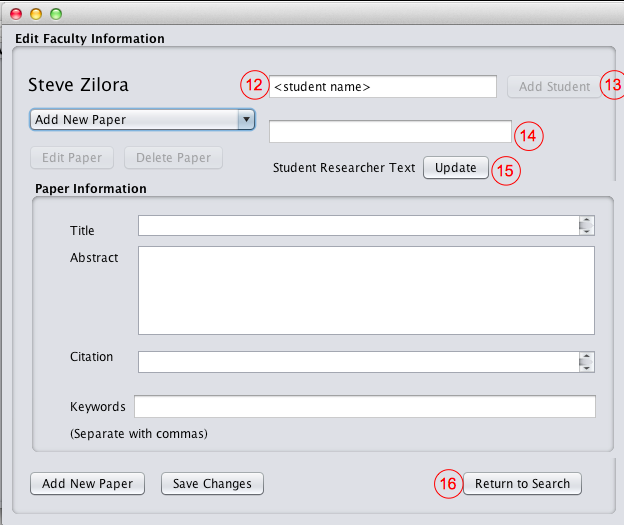 Edit Faculty Information
Steve Zilora
12 <student name> Add Student 13
Add New Paper
14
Edit Paper Delete Paper
Student Researcher Text Update 15
Paper Information
Title
Abstract
Citation
Keywords
(Separate with commas)
Add New Paper Save Changes 16 Return to Search